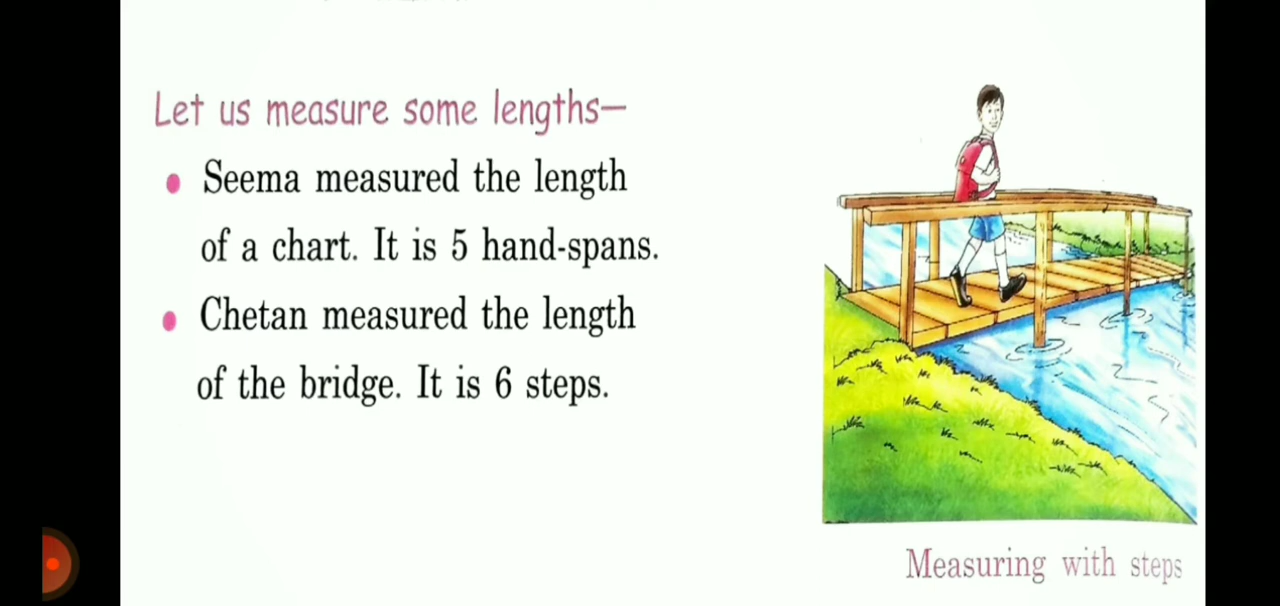 Let us measure some lengths—
• Seema measured the length
of a chart. It is 5 hand-spans.
• Chetan measured the length
of the bridge. It is 6 steps.
Measuring with steps